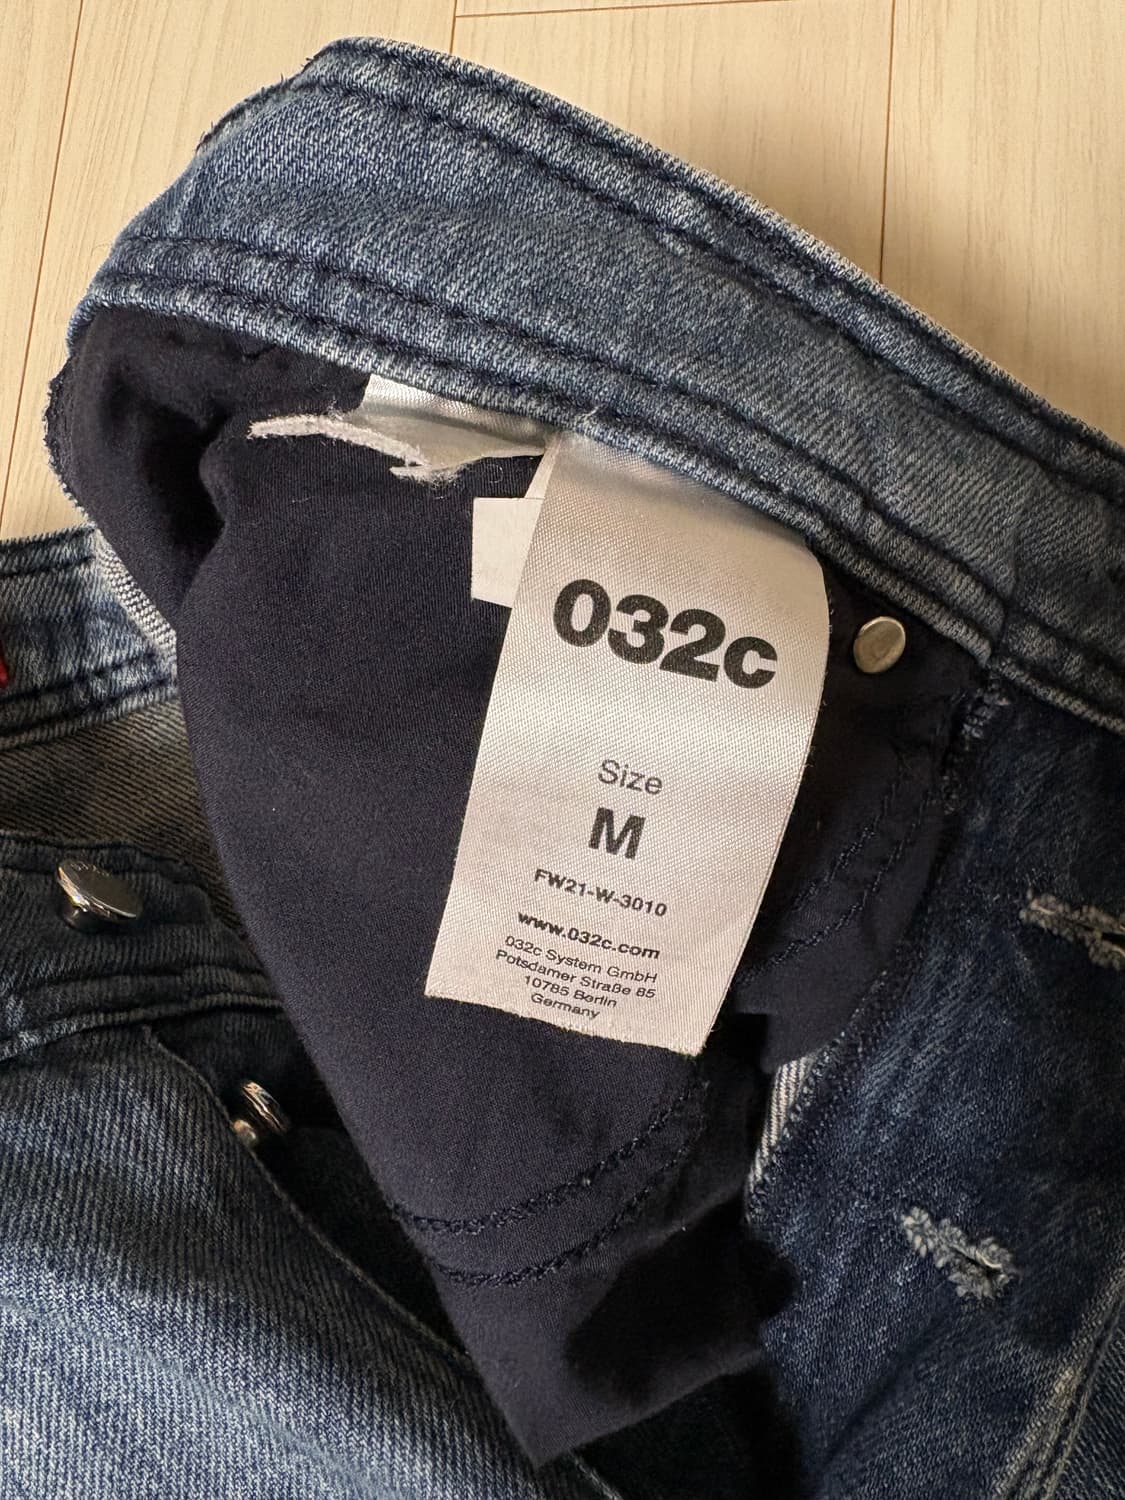 032c
Size
M
FW21-W-3010
www.032c.com
032c System GmbH
Potsdamer Straße 85
10785 Berlin
Germany